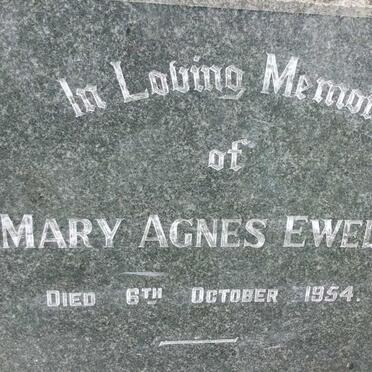 In Loving Memo
of
MARY AGNES EWEL
DIED 6TH OCTOBER 1954.